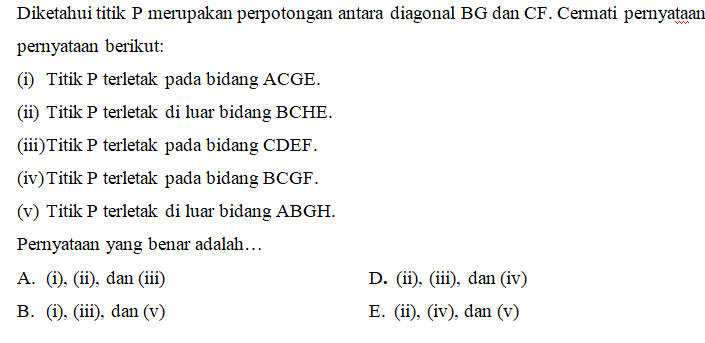 Diketahui titik P merupakan perpotongan antara diagonal BG dan CF. Cermati pernyataan
pernyataan berikut:
(i) Titik P terletak pada bidang ACGE.
(ii) Titik P terletak di luar bidang BCHE.
(iii) Titik P terletak pada bidang CDEF.
(iv) Titik P terletak pada bidang BCGF.
(v) Titik P terletak di luar bidang ABGH.
Pernyataan yang benar adalah…
A. (i), (ii), dan (iii) D. (ii), (iii), dan (iv)
B. (i), (iii), dan (v) E. (ii), (iv), dan (v)